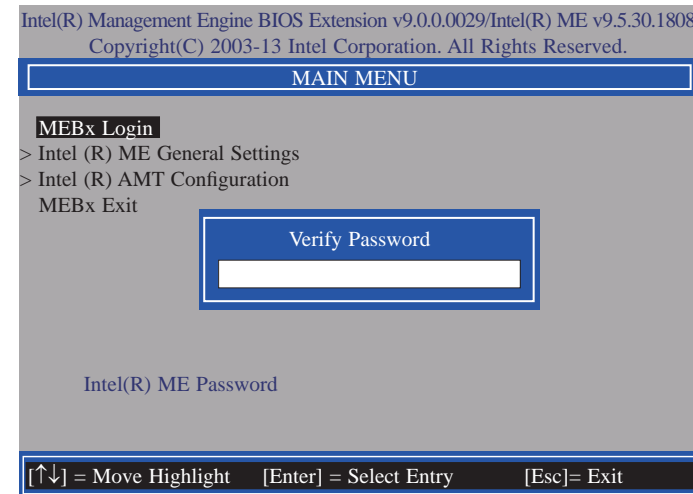 Intel(R) Management Engine BIOS Extension v9.0.0.0029/Intel(R) ME v9.5.30.1808
Copyright(C) 2003-13 Intel Corporation. All Rights Reserved.
MAIN MENU
MEBx Login
> Intel (R) ME General Settings
> Intel (R) AMT Configuration
MEBx Exit
Verify Password
Intel(R) ME Password
[↑↓] = Move Highlight [Enter] = Select Entry [Esc]= Exit